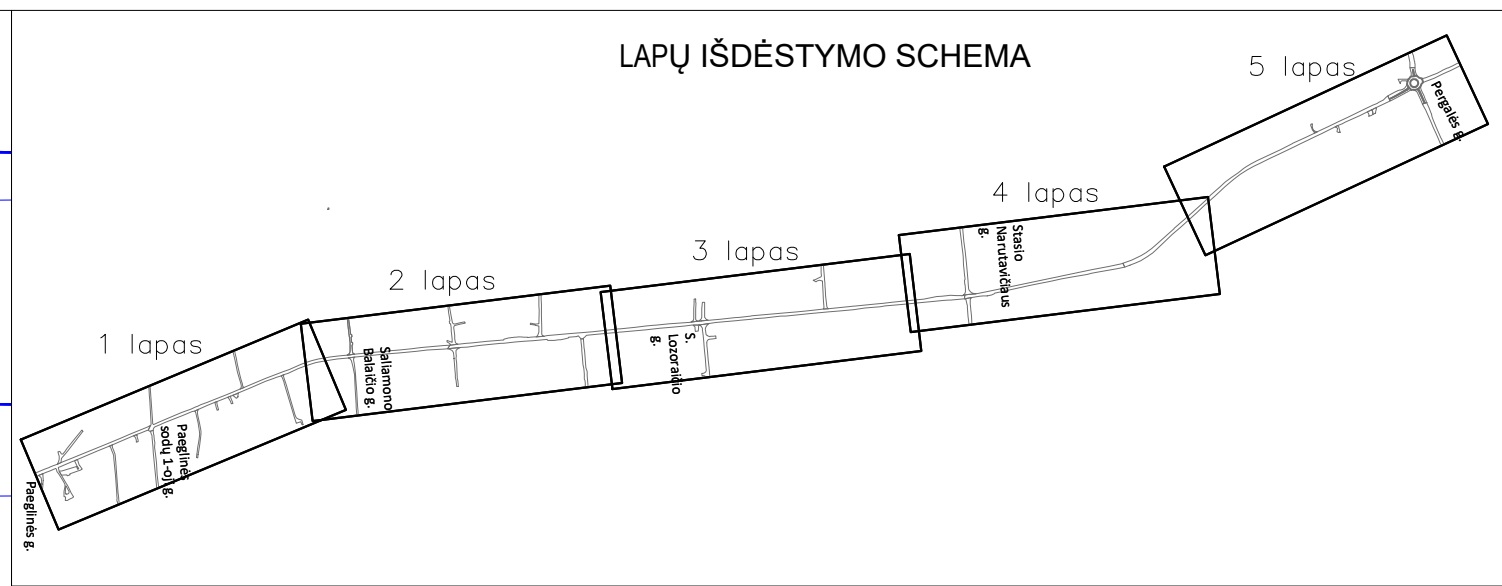 LAPŲ IŠDĖSTYMO SCHEMA
5 lapas
Pergalės g.
4 lapas
Stasio
Narutavičiaus
g.
3 lapas
S.
Lozoraičio
g.
2 lapas
Saliamono
Balaičio g.
1 lapas
Paeglinės
sodų 1-oji g.
Paeglinės g.